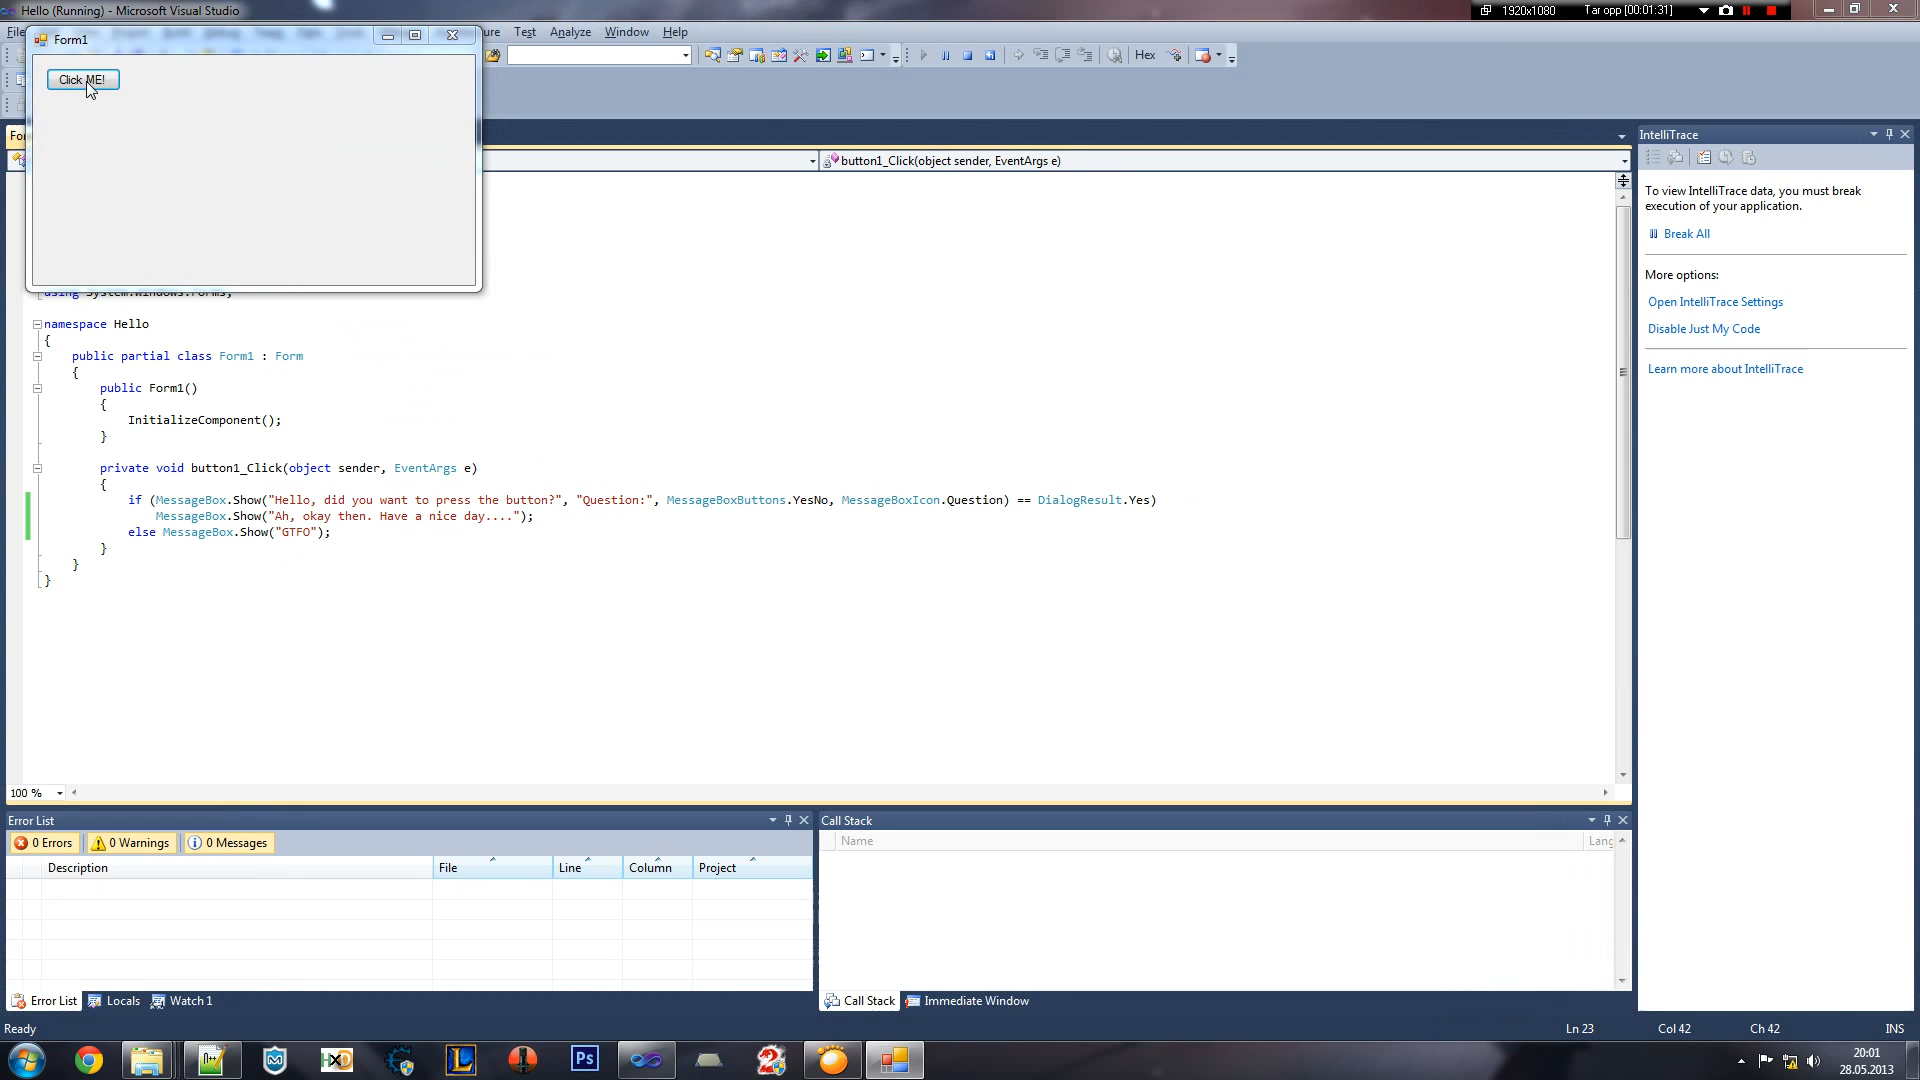 Hello (Running) - Microsoft Visual Studio
1920x1080
Tar opp [00:01:31]
Form1
Test Analyze Window Help
Click ME!
Hex
button1_Click(object sender, EventArgs e)
IntelliTrace
To view IntelliTrace data, you must break
execution of your application.
Break All
More options:
Open IntelliTrace Settings
Disable Just My Code
Learn more about IntelliTrace
using System.Windows.Forms;
namespace Hello
{
public partial class Form1 : Form
{
public Form1()
{
InitializeComponent();
}
private void button1_Click(object sender, EventArgs e)
{
if (MessageBox.Show("Hello, did you want to press the button?", "Question:", MessageBoxButtons.YesNo, MessageBoxIcon.Question) == DialogResult.Yes)
MessageBox.Show("Ah, okay then. Have a nice day....");
else MessageBox.Show("GTFO");
}
}
}
100 %
Error List
0 Errors 0 Warnings 0 Messages
Description File Line Column Project
Call Stack
Name Lang
Error List Locals Watch 1
Call Stack Immediate Window
Ready
Ln 23 Col 42 Ch 42 INS
Ps
20:01
28.05.2013